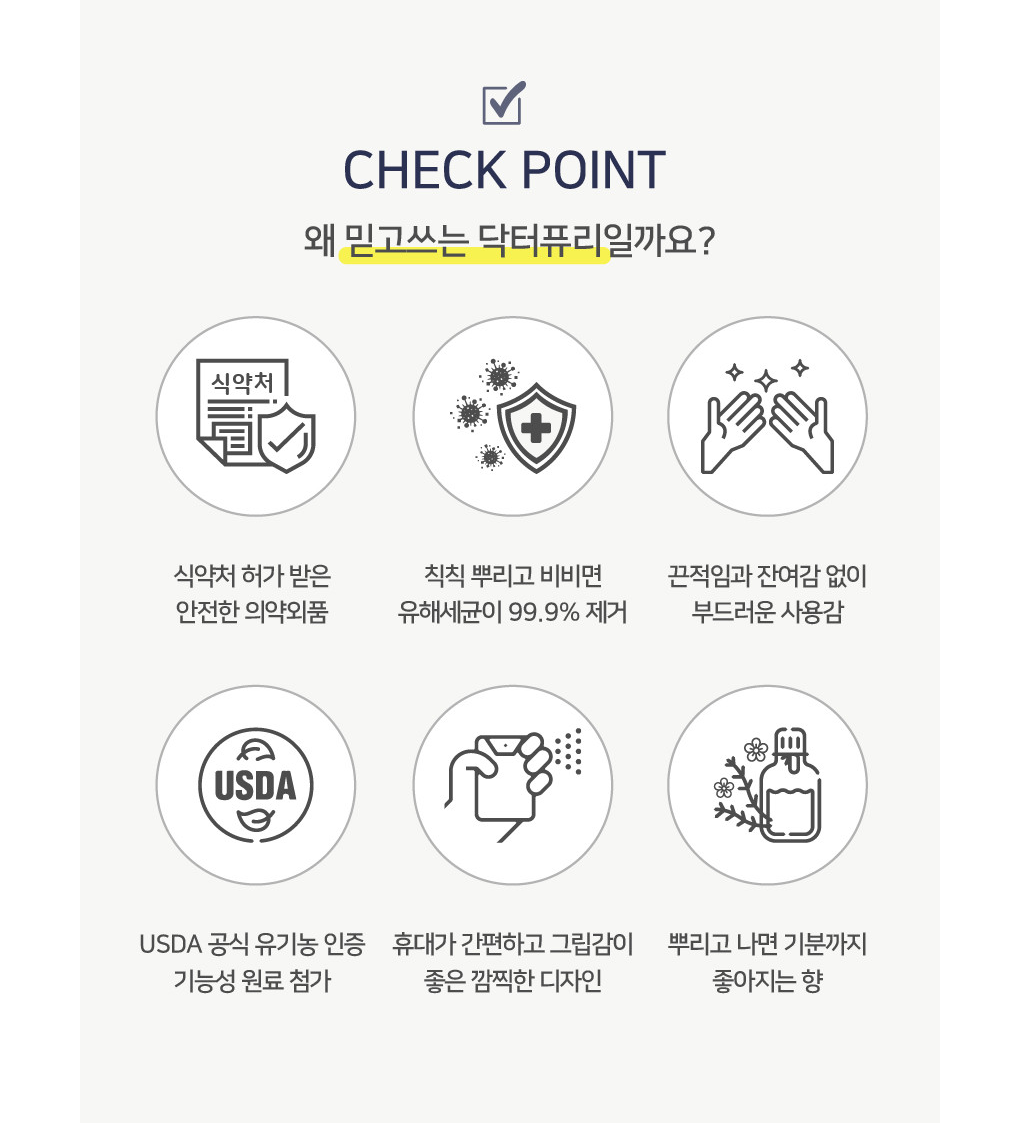 CHECK POINT
왜 믿고쓰는 닥터퓨리일까요?
식약처
식약처 허가 받은
안전한 의약외품
칙칙 뿌리고 비비면
유해세균이 99.9% 제거
끈적임과 잔여감 없이
부드러운 사용감
USDA
USDA 공식 유기농 인증
기능성 원료 첨가
휴대가 간편하고 그립감이
좋은 깜찍한 디자인
뿌리고 나면 기분까지
좋아지는 향